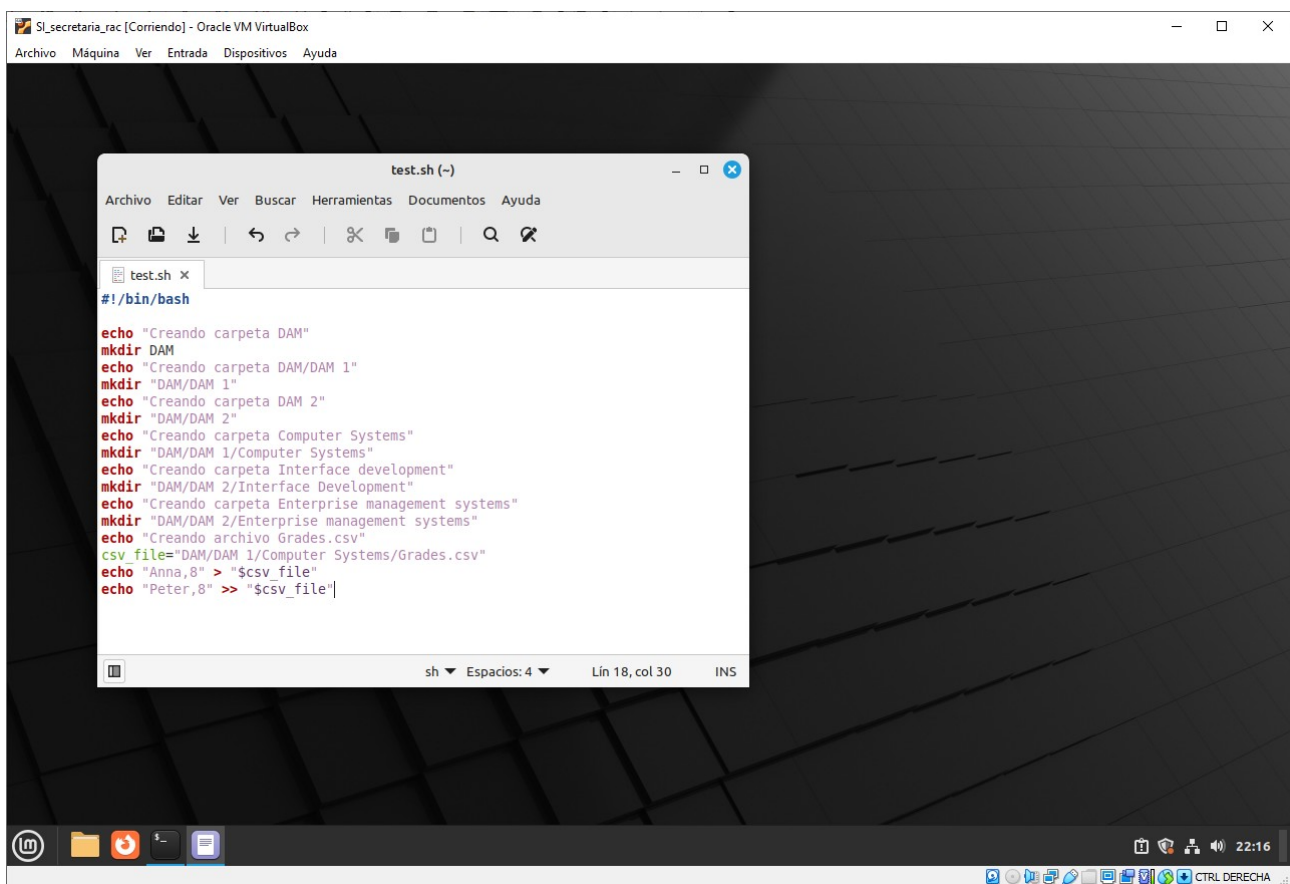 SI_secretaria_rac [Corriendo] - Oracle VM VirtualBox
Archivo Máquina Ver Entrada Dispositivos Ayuda
test.sh (~)
Archivo Editar Ver Buscar Herramientas Documentos Ayuda
test.sh
#!/bin/bash
echo "Creando carpeta DAM"
mkdir DAM
echo "Creando carpeta DAM/DAM 1"
mkdir "DAM/DAM 1"
echo "Creando carpeta DAM 2"
mkdir "DAM/DAM 2"
echo "Creando carpeta Computer Systems"
mkdir "DAM/DAM 1/Computer Systems"
echo "Creando carpeta Interface development"
mkdir "DAM/DAM 2/Interface Development"
echo "Creando carpeta Enterprise management systems"
mkdir "DAM/DAM 2/Enterprise management systems"
echo "Creando archivo Grades.csv"
csv_file="DAM/DAM 1/Computer Systems/Grades.csv"
echo "Anna,8" > "$csv_file"
echo "Peter,8" >> "$csv_file"
sh Espacios: 4 Lín 18, col 30 INS
22:16
CTRL DERECHA